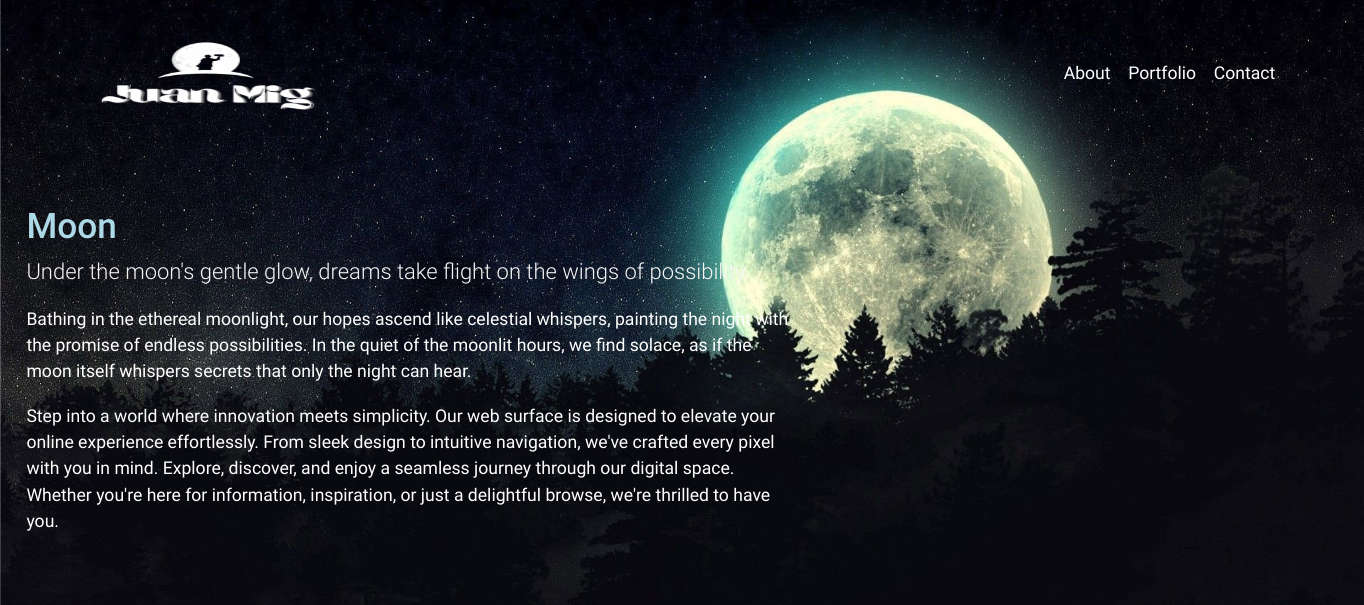 Juan Mig
About Portfolio Contact
Moon
Under the moon's gentle glow, dreams take flight on the wings of
Bathing in the ethereal moonlight, our hopes ascend like celestial whispers, painting the night with
the promise of endless possibilities. In the quiet of the moonlit hours, we find solace, as if the
moon itself whispers secrets that only the night can hear.
Step into a world where innovation meets simplicity. Our web surface is designed to elevate your
online experience effortlessly. From sleek design to intuitive navigation, we've crafted every pixel
with you in mind. Explore, discover, and enjoy a seamless journey through our digital space.
Whether you're here for information, inspiration, or just a delightful browse, we're thrilled to have
you.